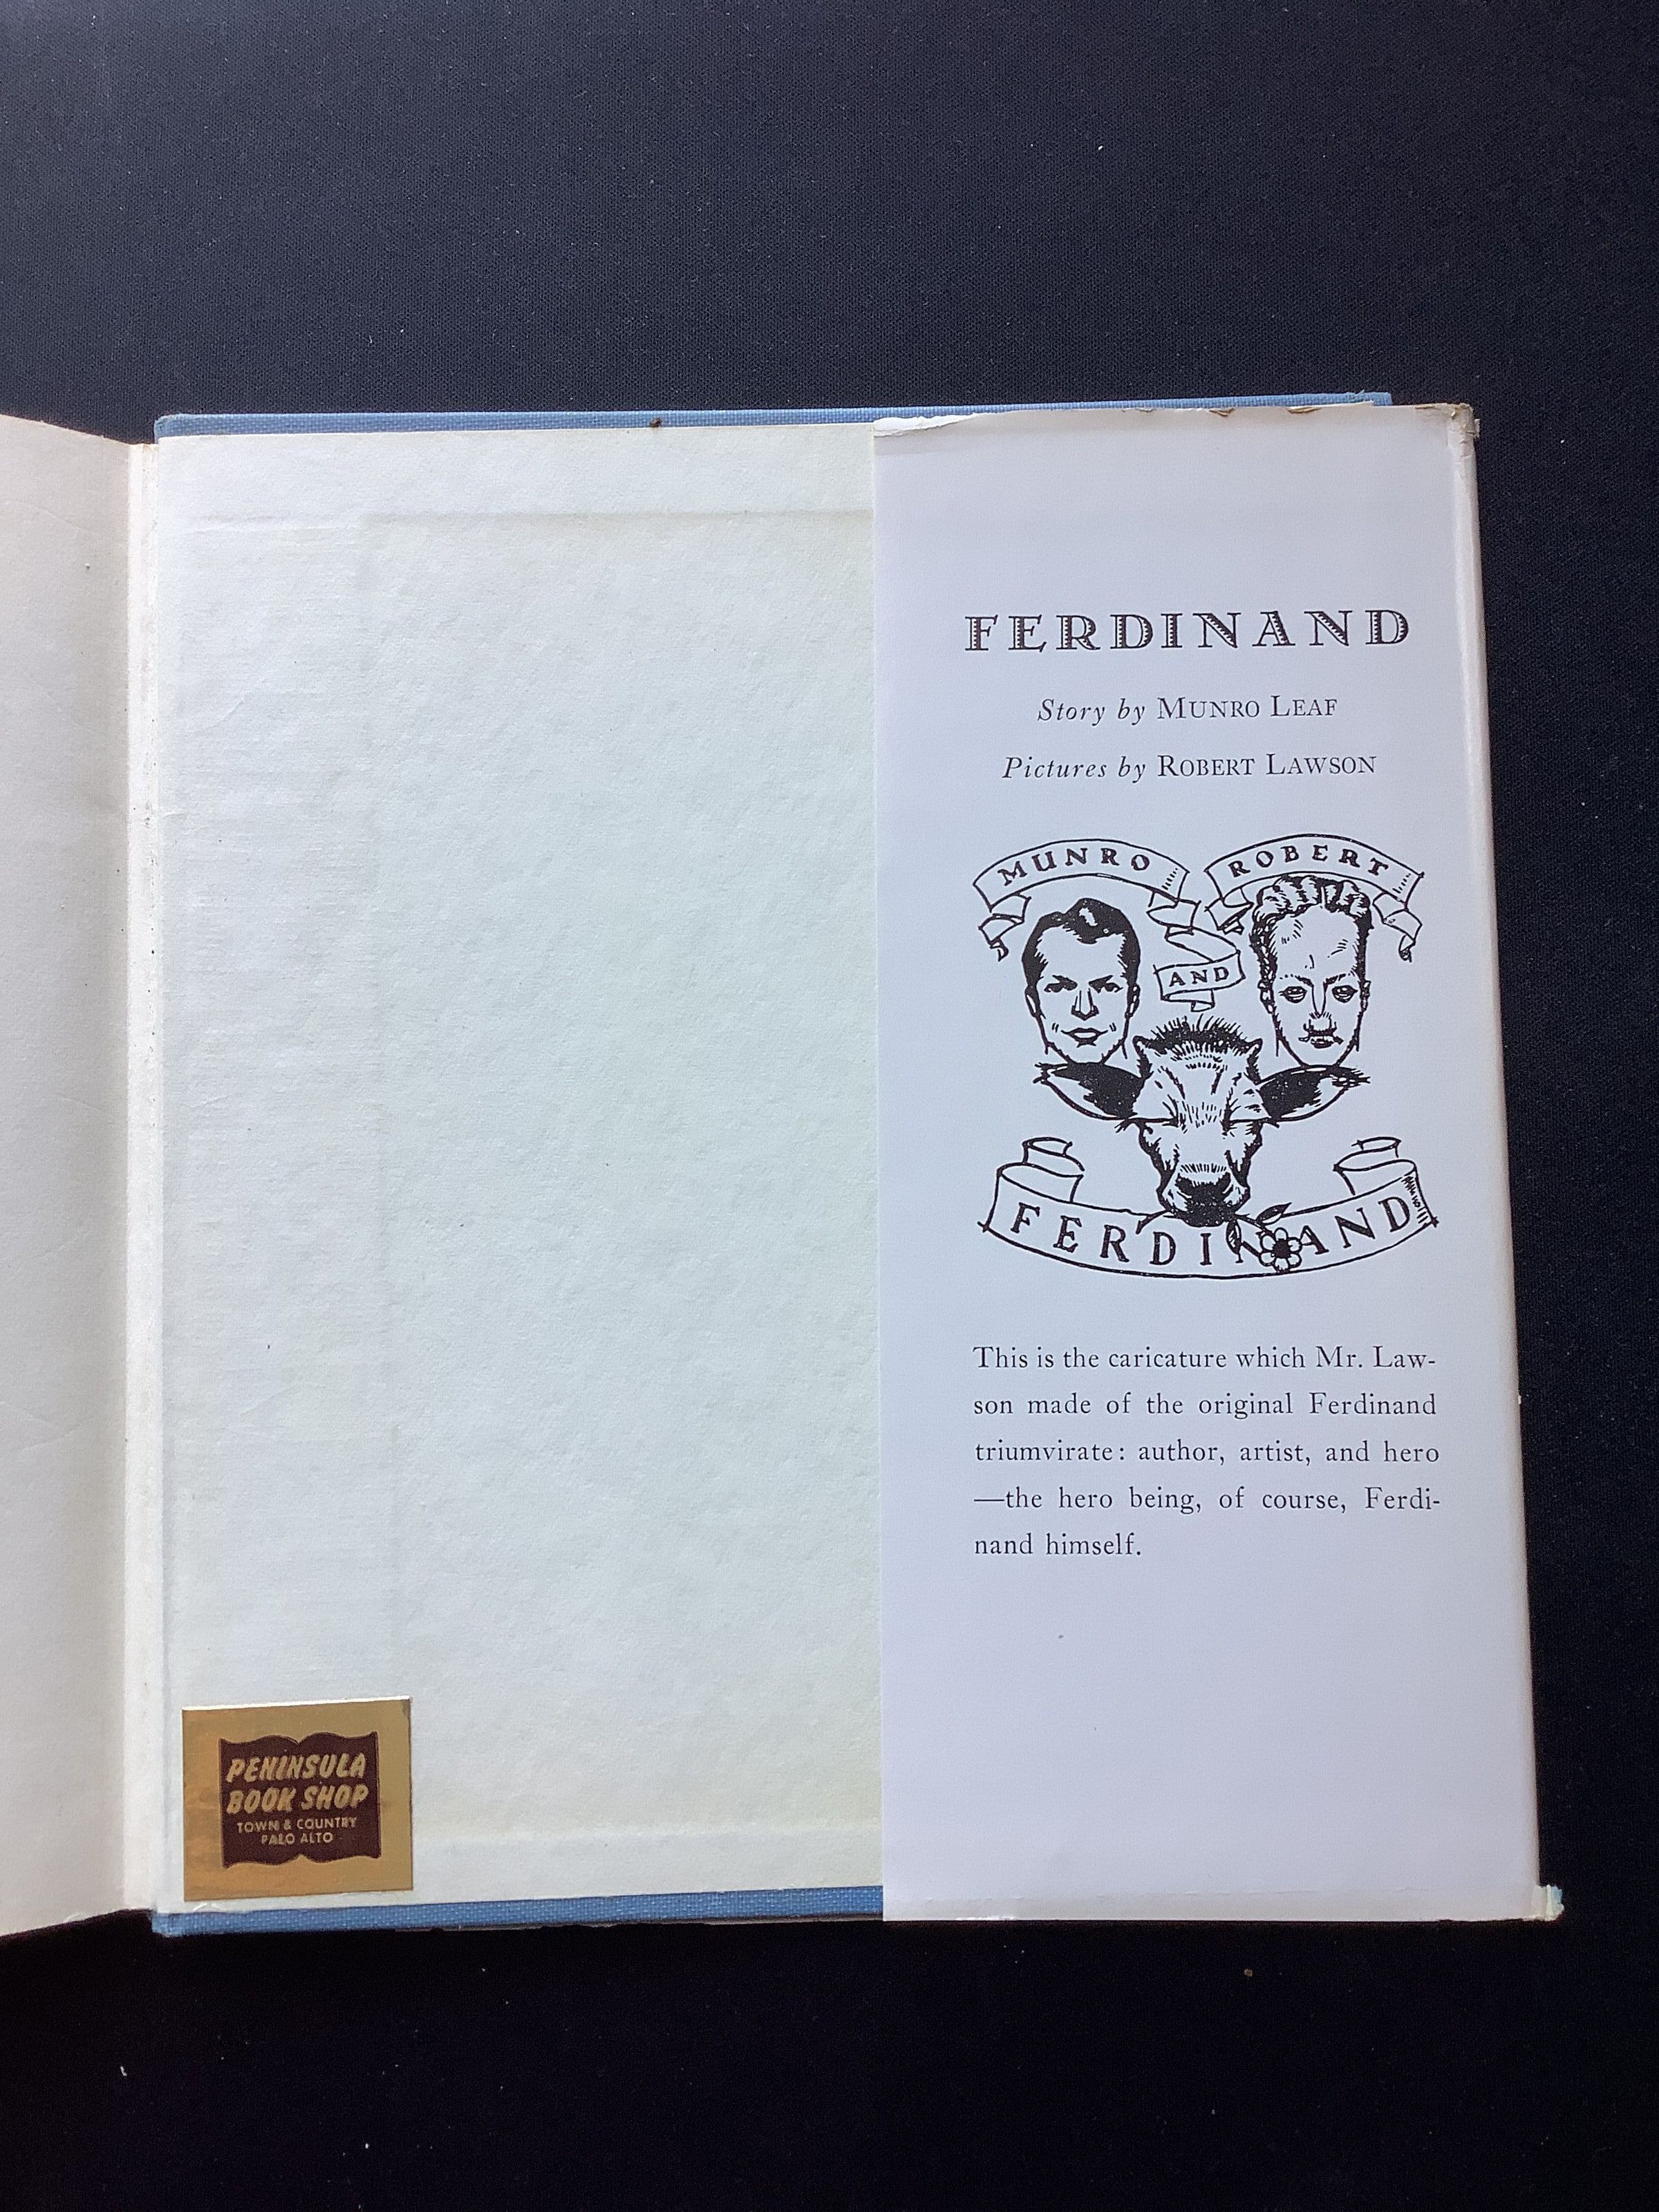 FERDINAND
Story by MUNRO LEAF
Pictures by ROBERT LAWSON
MUNRO
ROBERT
AND
FERDINAND
This is the caricature which Mr. Law-
son made of the original Ferdinand
triumvirate: author, artist, and hero
—the hero being, of course, Ferdi-
nand himself.
PENINSULA
BOOK SHOP
TOWN & COUNTRY
PALO ALTO